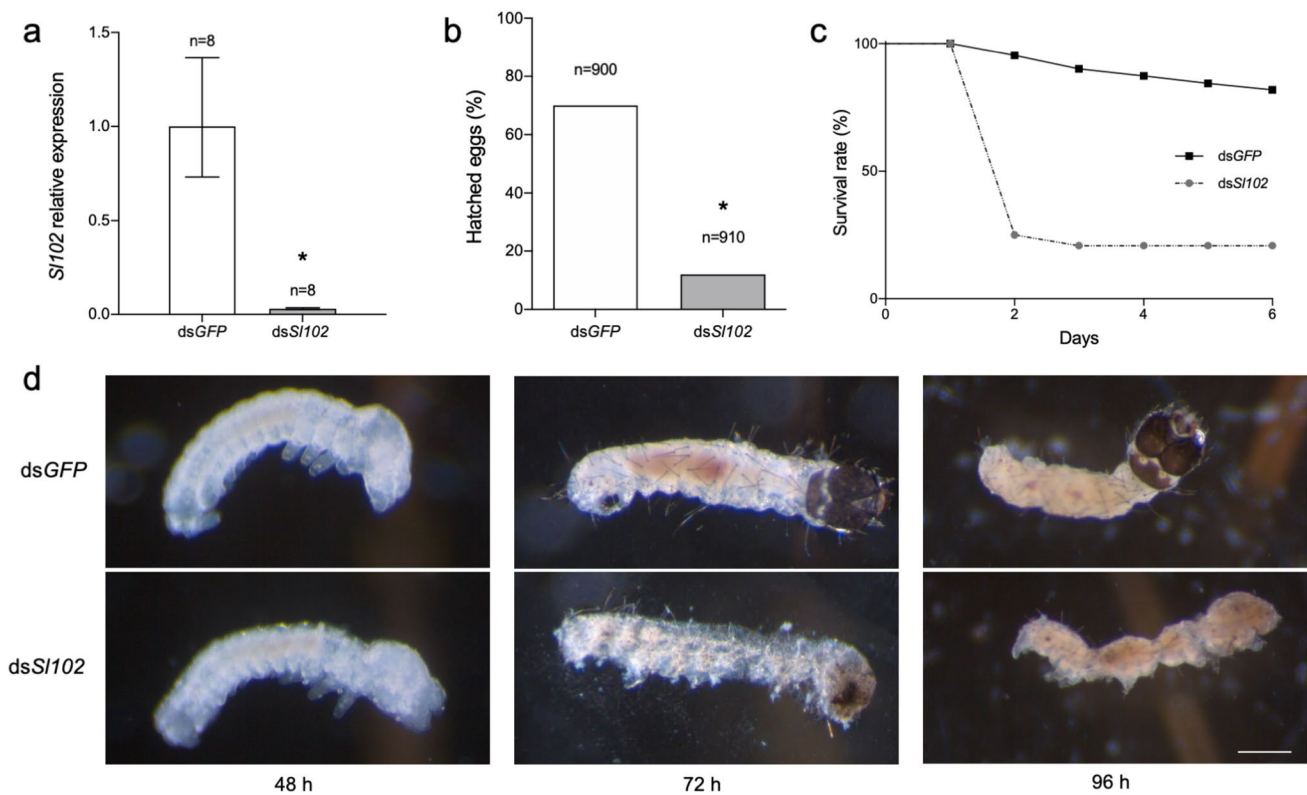 a
Sl102 relative expression
1.5
1.0
0.5
0.0
n=8
*
n=8
dsGFP
dsSl102
b
Hatched eggs (%)
100
80
60
40
20
0
n=900
*
n=910
dsGFP
dsSl102
c
Survival rate (%)
100
50
0
0
2
4
6
Days
dsGFP
dsSl102
d
dsGFP
dsSl102
48 h
72 h
96 h